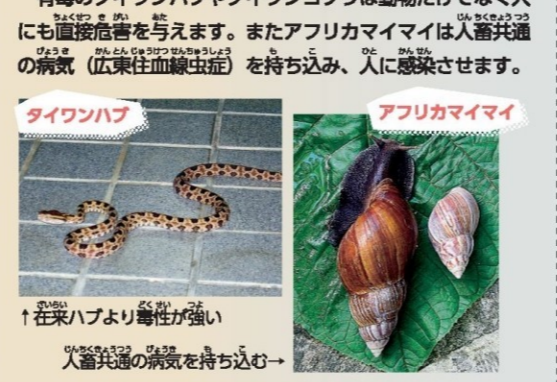 にも直接危害を与えます。またアフリカマイマイは人畜共通
の病気（広東住血線虫症）を持ち込み、人に感染させます。
タイワンハブ
アフリカマイマイ
↑在来ハブより毒性が強い
人畜共通の病気を持ち込む→